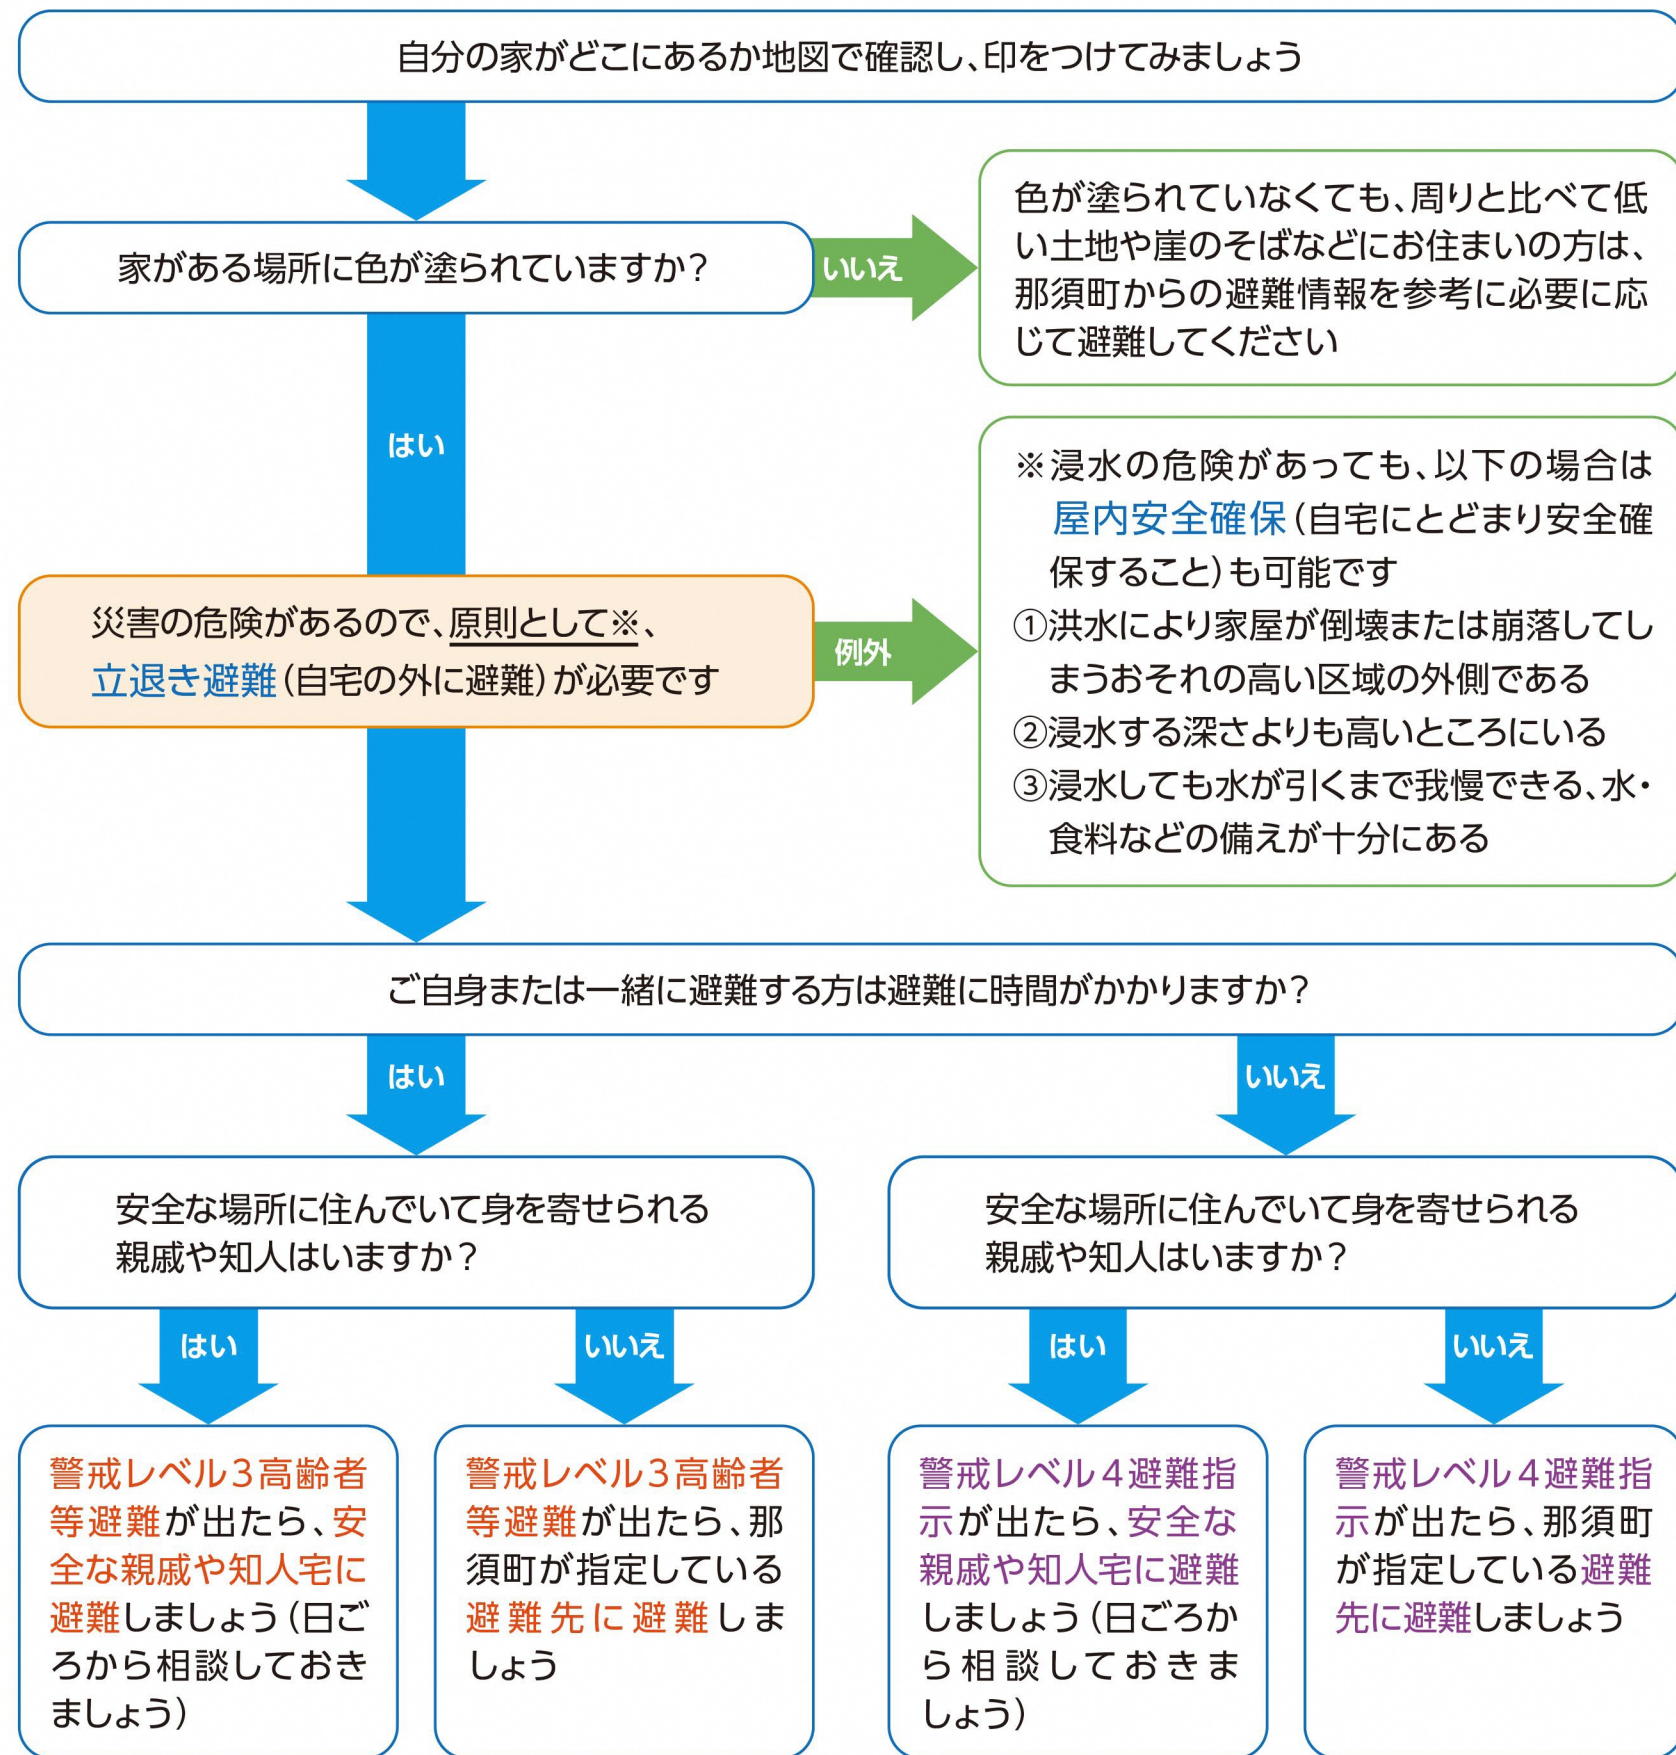 自分の家がどこにあるか地図で確認し、印をつけてみましょう
家がある場所に色が塗られていますか？
いいえ
色が塗られていなくても、周りと比べて低
い土地や崖のそばなどにお住まいの方は、
那須町からの避難情報を参考に必要に応
じて避難してください
はい
災害の危険があるので、原則として※、
立退き避難（自宅の外に避難）が必要です
例外
※浸水の危険があっても、以下の場合は
屋内安全確保（自宅にとどまり安全確
保すること）も可能です
①洪水により家屋が倒壊または崩落してし
まうおそれの高い区域の外側である
②浸水する深さよりも高いところにいる
③浸水しても水が引くまで我慢できる、水・
食料などの備えが十分にある
ご自身または一緒に避難する方は避難に時間がかかりますか？
はい
いいえ
安全な場所に住んでいて身を寄せられる
親戚や知人はいますか？
安全な場所に住んでいて身を寄せられる
親戚や知人はいますか？
はい
いいえ
はい
いいえ
警戒レベル３高齢者
等避難が出たら、安
全な親戚や知人宅に
避難しましょう（日ご
ろから相談しておき
ましょう）
警戒レベル３高齢者
等避難が出たら、那
須町が指定している
避難先に避難しま
しょう
警戒レベル４避難指
示が出たら、安全な
親戚や知人宅に避難
しましょう（日ごろか
ら相談しておきま
しょう）
警戒レベル４避難指
示が出たら、那須町
が指定している避難
先に避難しましょう